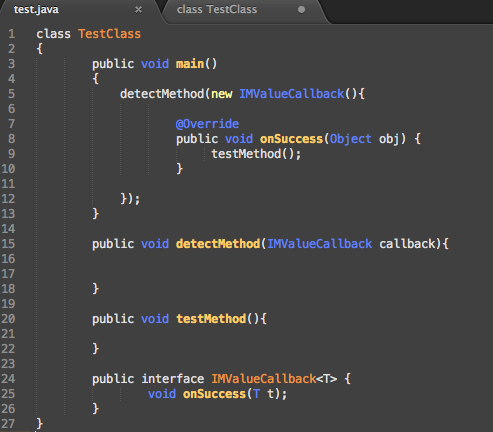 test.java × class TestClass
1 class TestClass
2 {
3 public void main()
4 {
5 detectMethod(new IMValueCallback(){
6
7 @Override
8 public void onSuccess(Object obj) {
9 testMethod();
10 }
11
12 });
13 }
14
15 public void detectMethod(IMValueCallback callback){
16
17
18 }
19
20 public void testMethod(){
21
22 }
23
24 public interface IMValueCallback<T> {
25 void onSuccess(T t);
26 }
27 }